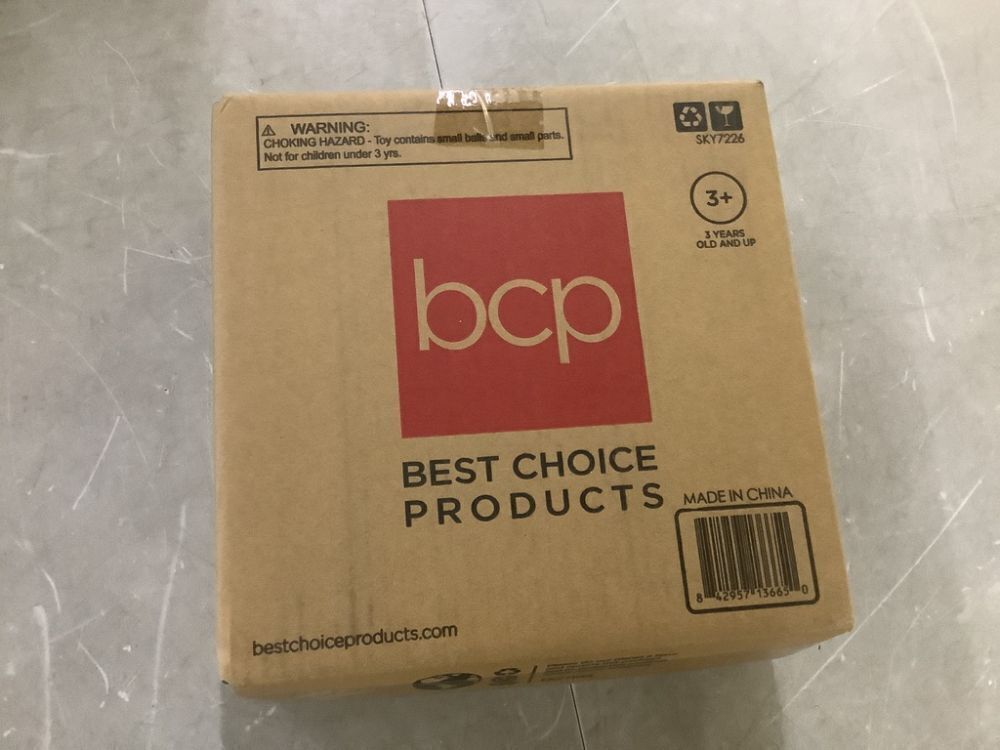 ⚠ WARNING:
CHOKING HAZARD - Toy contains small balls and small parts.
Not for children under 3 yrs.
SKY7226
3+
3 YEARS
OLD AND UP
bcp
BEST CHOICE
PRODUCTS
MADE IN CHINA
8 42957 13665 0
bestchoiceproducts.com